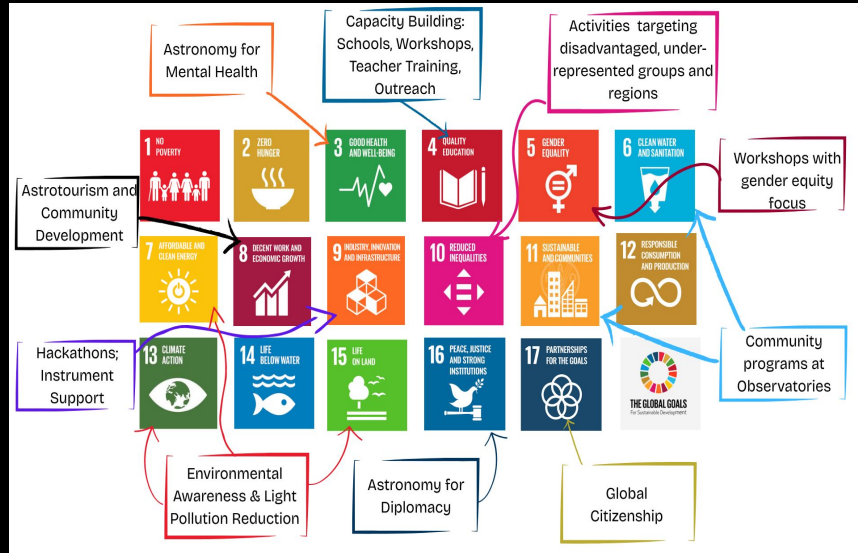 Astronomy for
Mental Health
Capacity Building:
Schools, Workshops,
Teacher Training,
Outreach
Activities targeting
disadvantaged, under-
represented groups and
regions
1 NO
POVERTY
2 ZERO
HUNGER
3 GOOD HEALTH
AND WELL-BEING
4 QUALITY
EDUCATION
5 GENDER
EQUALITY
6 CLEAN WATER
AND SANITATION
Workshops with
gender equity
focus
Astrotourism and
Community
Development
7 AFFORDABLE AND
CLEAN ENERGY
8 DECENT WORK AND
ECONOMIC GROWTH
9 INDUSTRY, INNOVATION
AND INFRASTRUCTURE
10 REDUCED
INEQUALITIES
11 SUSTAINABLE
AND COMMUNITIES
12 RESPONSIBLE
CONSUMPTION
AND PRODUCTION
Hackathons;
Instrument
Support
13 CLIMATE
ACTION
14 LIFE
BELOW WATER
15 LIFE
ON LAND
16 PEACE, JUSTICE
AND STRONG
INSTITUTIONS
17 PARTNERSHIPS
FOR THE GOALS
THE GLOBAL GOALS
For Sustainable Development
Community
programs at
Observatories
Environmental
Awareness & Light
Pollution Reduction
Astronomy for
Diplomacy
Global
Citizenship